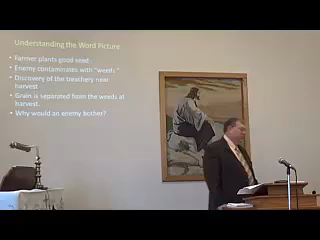 Understanding the Word Picture
• Farmer plants good seed
• Enemy contaminates with "weeds"
• Discovery of the treachery near
harvest
• Grain is separated from the weeds at
harvest.
• Why would an enemy bother?